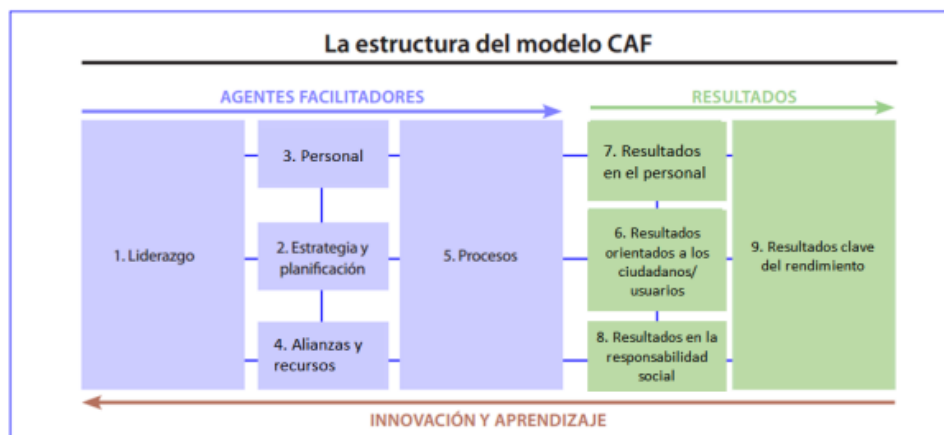 La estructura del modelo CAF
AGENTES FACILITADORES
RESULTADOS
1. Liderazgo
3. Personal
2. Estrategia y
planificación
4. Alianzas y
recursos
5. Procesos
7. Resultados
en el personal
6. Resultados
orientados a los
ciudadanos/
usuarios
8. Resultados en la
responsabilidad
social
9. Resultados clave
del rendimiento
INNOVACIÓN Y APRENDIZAJE